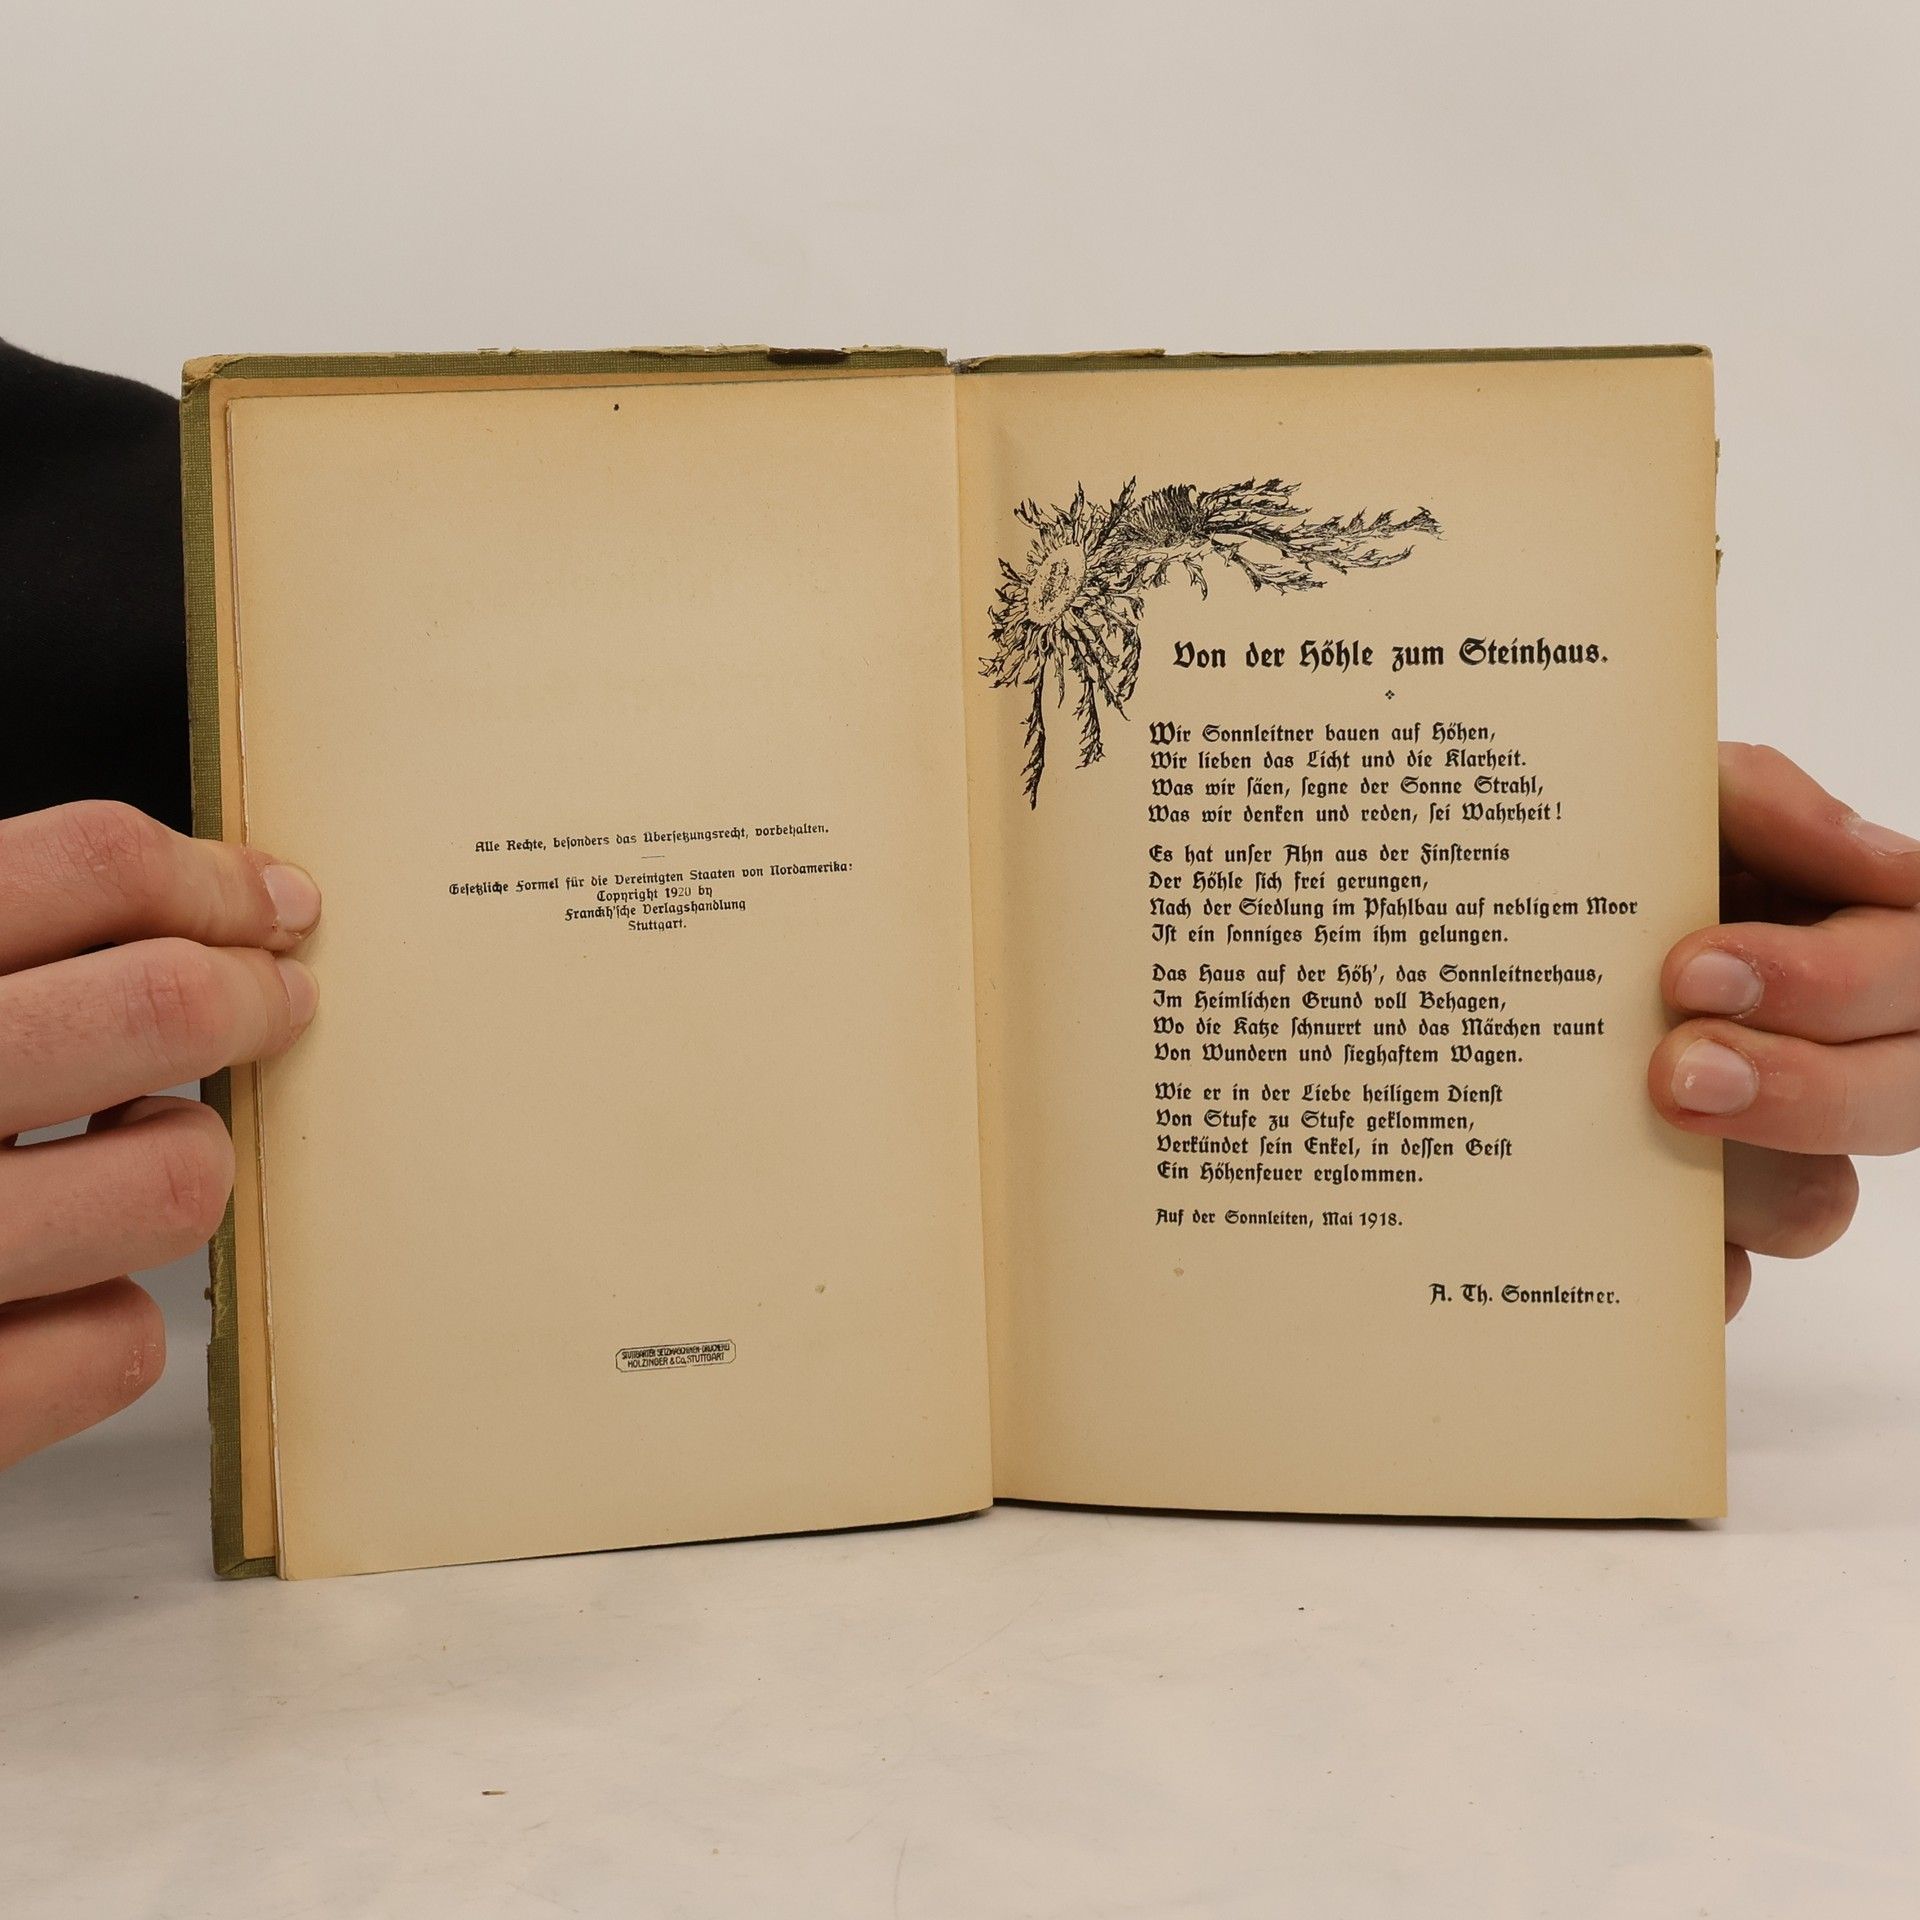 Alle Rechte, besonders das Übersetzungsrecht, vorbehalten.
Gesetzliche Formel für die Vereinigten Staaten von Nordamerika:
Copyright 1920 by
Franckh'sche Verlagshandlung
Stuttgart.
STUTTGARTER SETZMASCHINEN-DRUCKEREI
HOLZINGER & Co, STUTTGART
Von der Höhle zum Steinhaus.
Wir Sonnleitner bauen auf Höhen,
Wir lieben das Licht und die Klarheit.
Was wir säen, segne der Sonne Strahl,
Was wir denken und reden, sei Wahrheit!
Es hat unser Ahn aus der Finsternis
Der Höhle sich frei gerungen,
Nach der Siedlung im Pfahlbau auf nebligem Moor
Ist ein sonniges Heim ihm gelungen.
Das Haus auf der Höh', das Sonnleitnerhaus,
Im Heimlichen Grund voll Behagen,
Wo die Katze schnurrt und das Märchen raunt
Von Wundern und sieghaftem Wagen.
Wie er in der Liebe heiligem Dienst
Von Stufe zu Stufe geklommen,
Verkündet sein Enkel, in dessen Geist
Ein Höhenfeuer erglommen.
Auf der Sonnleiten, Mai 1918.
A. Th. Sonnleitner.